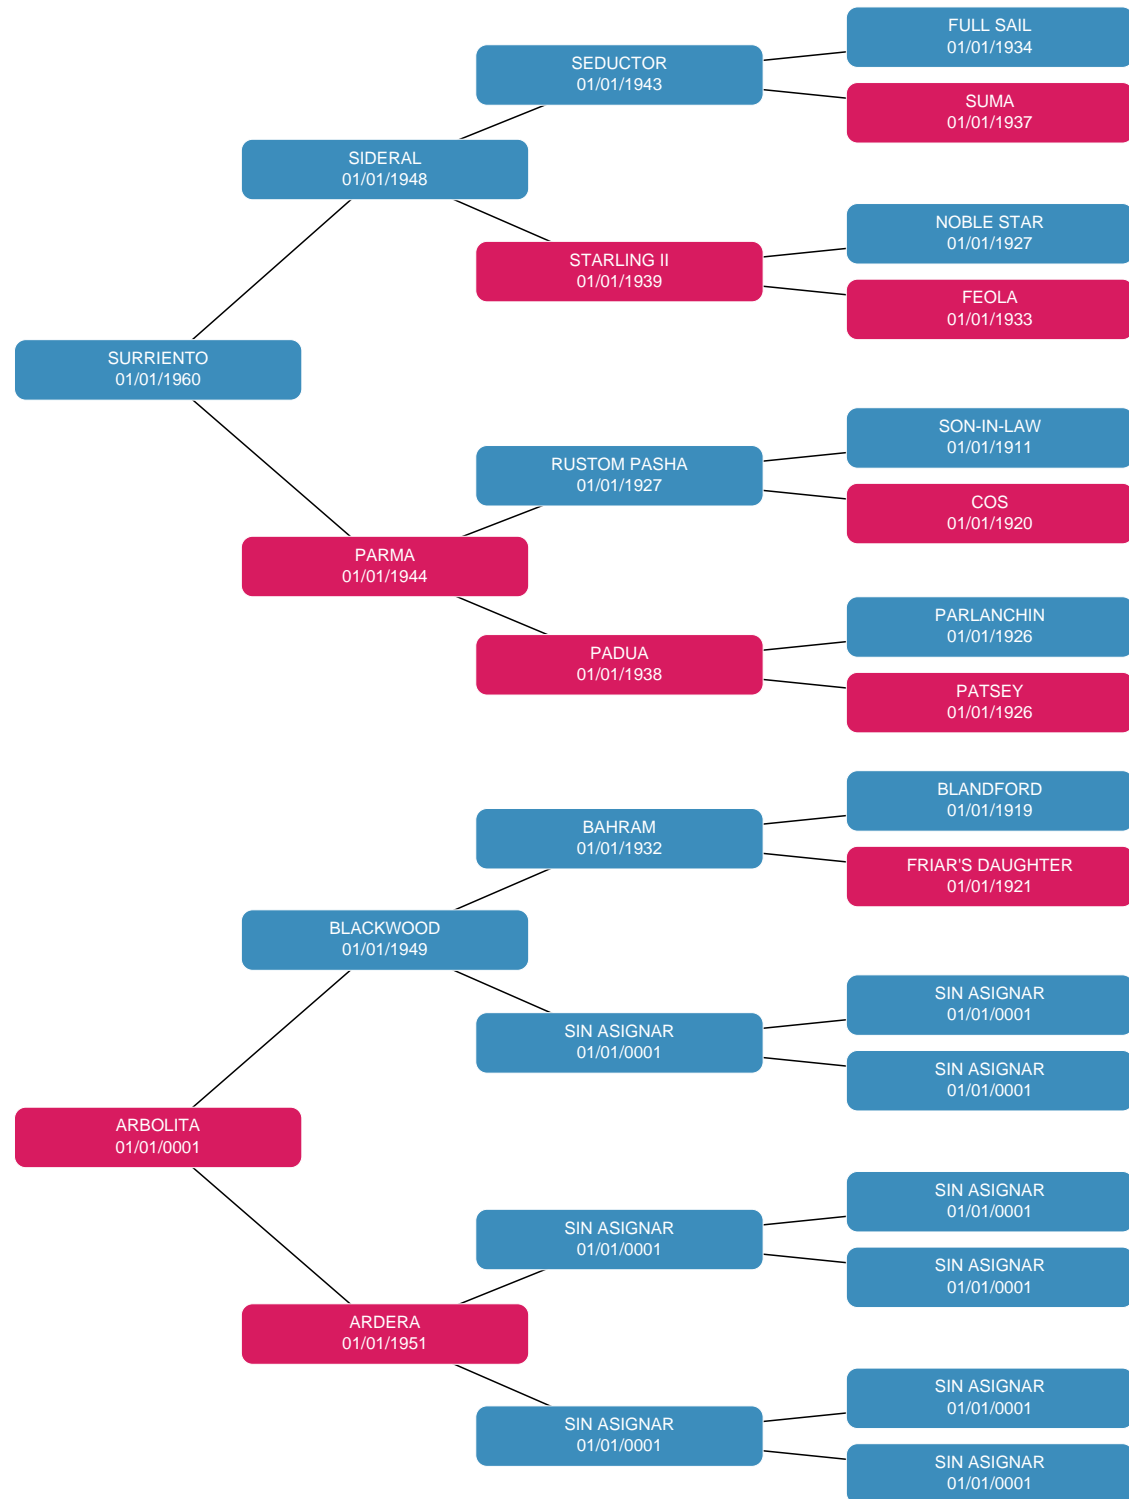 FULL SAIL
01/01/1934
SEDUCTOR
01/01/1943
SUMA
01/01/1937
SIDERAL
01/01/1948
NOBLE STAR
01/01/1927
STARLING II
01/01/1939
FEOLA
01/01/1933
SURRIENTO
01/01/1960
SON-IN-LAW
01/01/1911
RUSTOM PASHA
01/01/1927
COS
01/01/1920
PARMA
01/01/1944
PARLANCHIN
01/01/1926
PADUA
01/01/1938
PATSEY
01/01/1926
BLANDFORD
01/01/1919
BAHRAM
01/01/1932
FRIAR'S DAUGHTER
01/01/1921
BLACKWOOD
01/01/1949
SIN ASIGNAR
01/01/0001
SIN ASIGNAR
01/01/0001
SIN ASIGNAR
01/01/0001
ARBOLITA
01/01/0001
SIN ASIGNAR
01/01/0001
SIN ASIGNAR
01/01/0001
SIN ASIGNAR
01/01/0001
ARDERA
01/01/1951
SIN ASIGNAR
01/01/0001
SIN ASIGNAR
01/01/0001
SIN ASIGNAR
01/01/0001